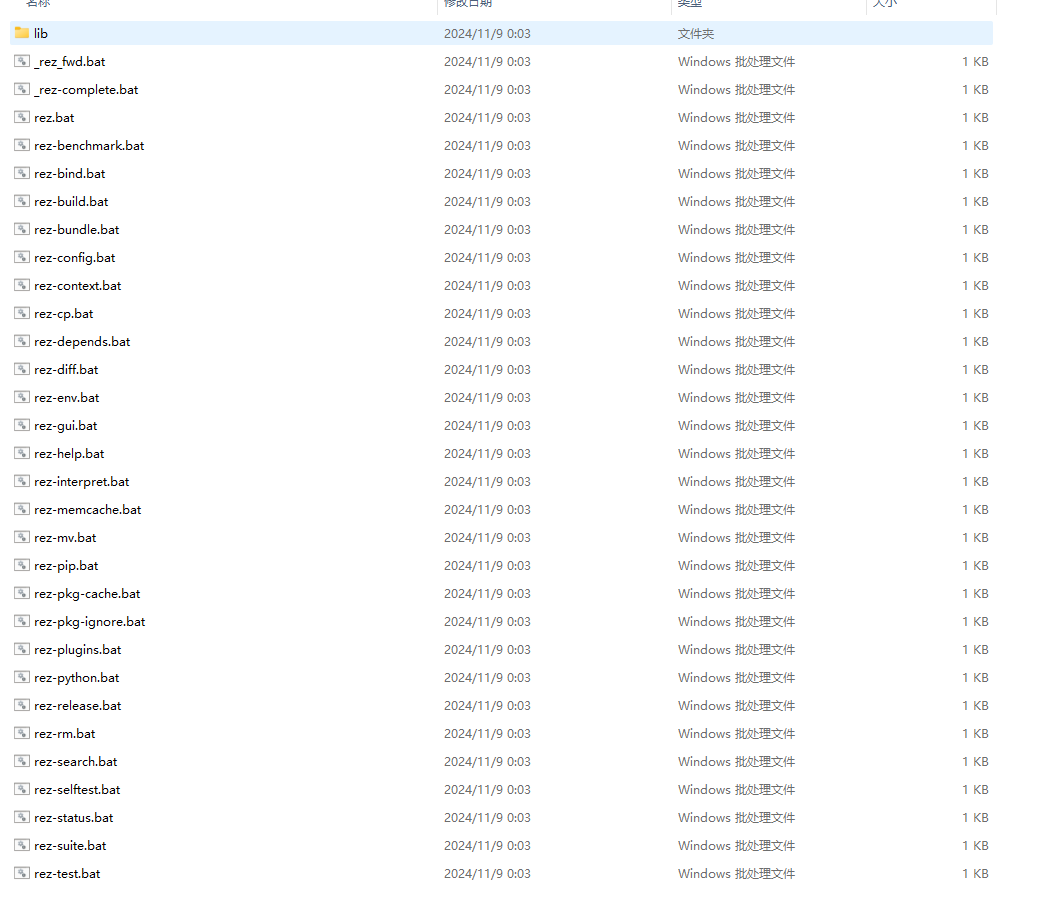 名称 修改日期 类型 大小
lib 2024/11/9 0:03 文件夹
_rez_fwd.bat 2024/11/9 0:03 Windows 批处理文件 1 KB
_rez-complete.bat 2024/11/9 0:03 Windows 批处理文件 1 KB
rez.bat 2024/11/9 0:03 Windows 批处理文件 1 KB
rez-benchmark.bat 2024/11/9 0:03 Windows 批处理文件 1 KB
rez-bind.bat 2024/11/9 0:03 Windows 批处理文件 1 KB
rez-build.bat 2024/11/9 0:03 Windows 批处理文件 1 KB
rez-bundle.bat 2024/11/9 0:03 Windows 批处理文件 1 KB
rez-config.bat 2024/11/9 0:03 Windows 批处理文件 1 KB
rez-context.bat 2024/11/9 0:03 Windows 批处理文件 1 KB
rez-cp.bat 2024/11/9 0:03 Windows 批处理文件 1 KB
rez-depends.bat 2024/11/9 0:03 Windows 批处理文件 1 KB
rez-diff.bat 2024/11/9 0:03 Windows 批处理文件 1 KB
rez-env.bat 2024/11/9 0:03 Windows 批处理文件 1 KB
rez-gui.bat 2024/11/9 0:03 Windows 批处理文件 1 KB
rez-help.bat 2024/11/9 0:03 Windows 批处理文件 1 KB
rez-interpret.bat 2024/11/9 0:03 Windows 批处理文件 1 KB
rez-memcache.bat 2024/11/9 0:03 Windows 批处理文件 1 KB
rez-mv.bat 2024/11/9 0:03 Windows 批处理文件 1 KB
rez-pip.bat 2024/11/9 0:03 Windows 批处理文件 1 KB
rez-pkg-cache.bat 2024/11/9 0:03 Windows 批处理文件 1 KB
rez-pkg-ignore.bat 2024/11/9 0:03 Windows 批处理文件 1 KB
rez-plugins.bat 2024/11/9 0:03 Windows 批处理文件 1 KB
rez-python.bat 2024/11/9 0:03 Windows 批处理文件 1 KB
rez-release.bat 2024/11/9 0:03 Windows 批处理文件 1 KB
rez-rm.bat 2024/11/9 0:03 Windows 批处理文件 1 KB
rez-search.bat 2024/11/9 0:03 Windows 批处理文件 1 KB
rez-selftest.bat 2024/11/9 0:03 Windows 批处理文件 1 KB
rez-status.bat 2024/11/9 0:03 Windows 批处理文件 1 KB
rez-suite.bat 2024/11/9 0:03 Windows 批处理文件 1 KB
rez-test.bat 2024/11/9 0:03 Windows 批处理文件 1 KB